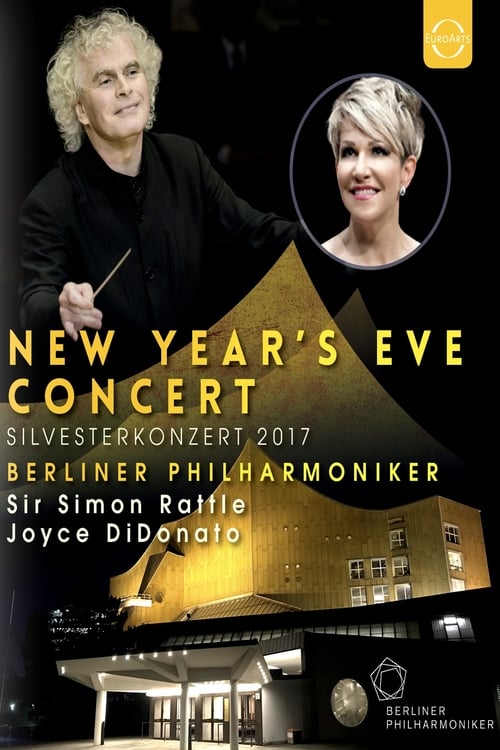 EUROARTS
NEW YEAR'S EVE
CONCERT
SILVESTERKONZERT 2017
BERLINER PHILHARMONIKER
Sir Simon Rattle
Joyce DiDonato
BERLINER
PHILHARMONIKER